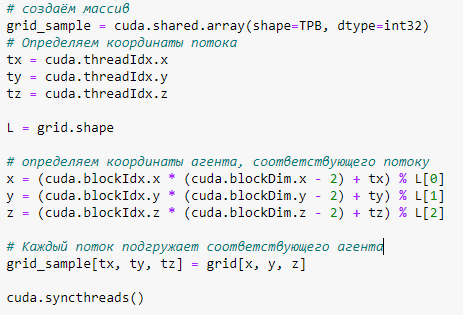 # создаём массив
grid_sample = cuda.shared.array(shape=TPB, dtype=int32)
# Определяем координаты потока
tx = cuda.threadIdx.x
ty = cuda.threadIdx.y
tz = cuda.threadIdx.z
L = grid.shape
# определяем координаты агента, соответствующего потоку
x = (cuda.blockIdx.x * (cuda.blockDim.x - 2) + tx) % L[0]
y = (cuda.blockIdx.y * (cuda.blockDim.y - 2) + ty) % L[1]
z = (cuda.blockIdx.z * (cuda.blockDim.z - 2) + tz) % L[2]
# Каждый поток подгружает соответствующего агента
grid_sample[tx, ty, tz] = grid[x, y, z]
cuda.syncthreads()